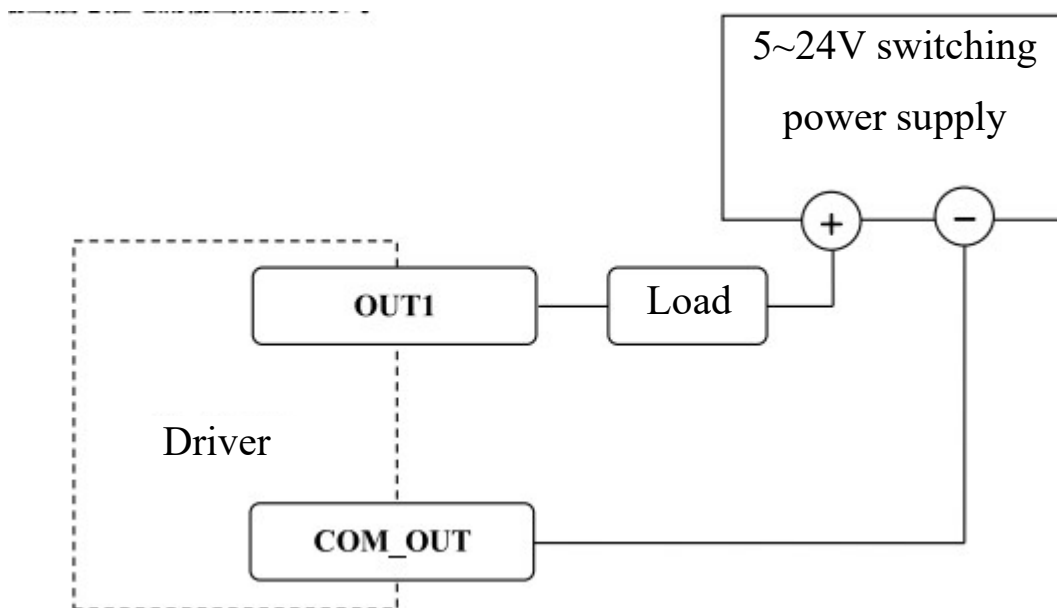 5~24V switching
power supply
+
−
OUT1
Load
Driver
COM_OUT